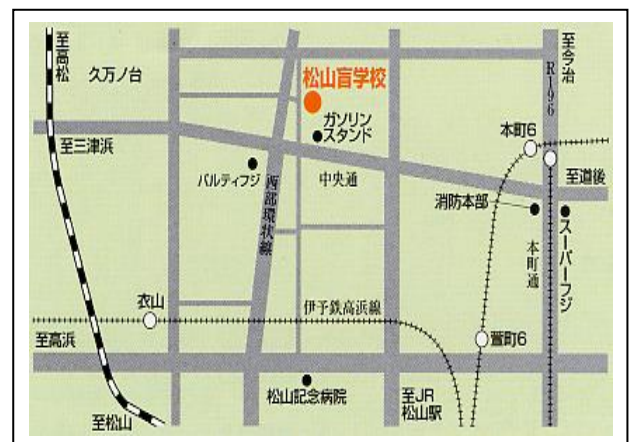 至高松
久万ノ台
松山盲学校
至今治
R196
ガソリン
スタンド
本町6
至三津浜
パルティフジ
西部環状線
中央通
至道後
消防本部
本町通
スーパーフジ
衣山
伊予鉄高浜線
至高浜
萱町6
松山記念病院
至JR
松山駅
至松山